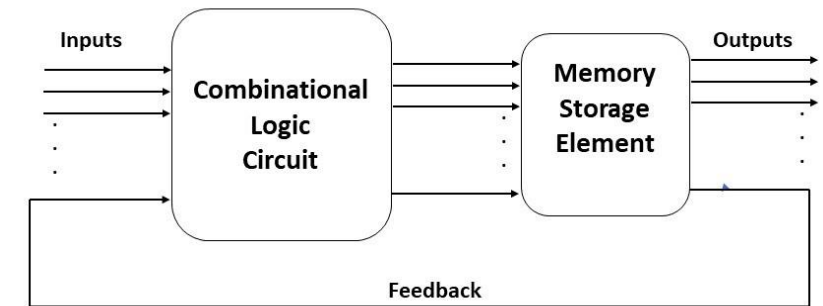 Inputs
Combinational
Logic
Circuit
Memory
Storage
Element
Outputs
Feedback